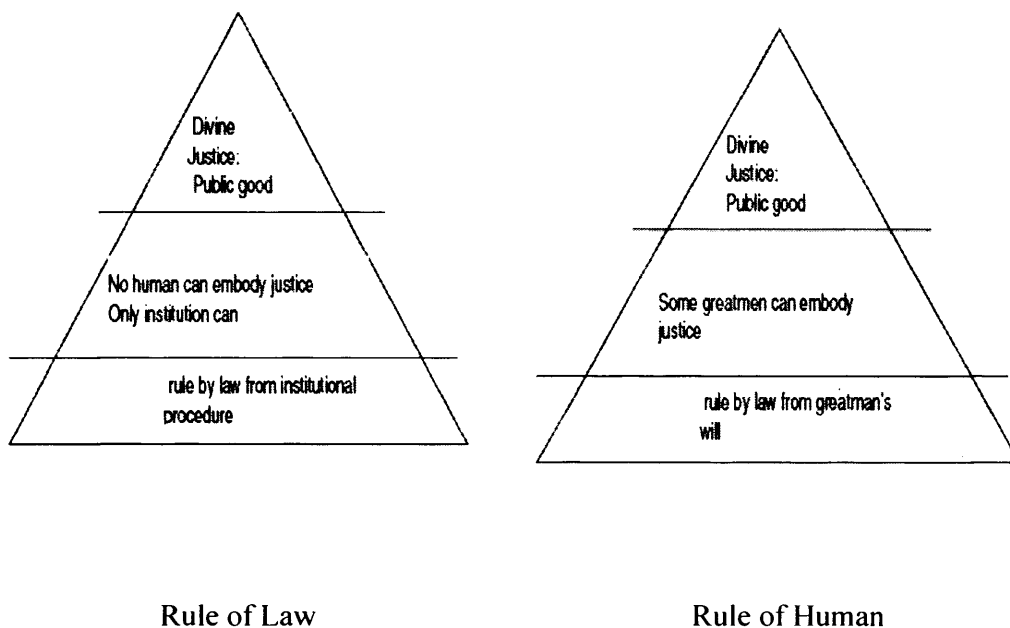 Divine
Justice:
Public good
No human can embody justice
Only institution can
rule by law from institutional
procedure
Rule of Law
Divine
Justice:
Public good
Some greatmen can embody
justice
rule by law from greatman's
will
Rule of Human